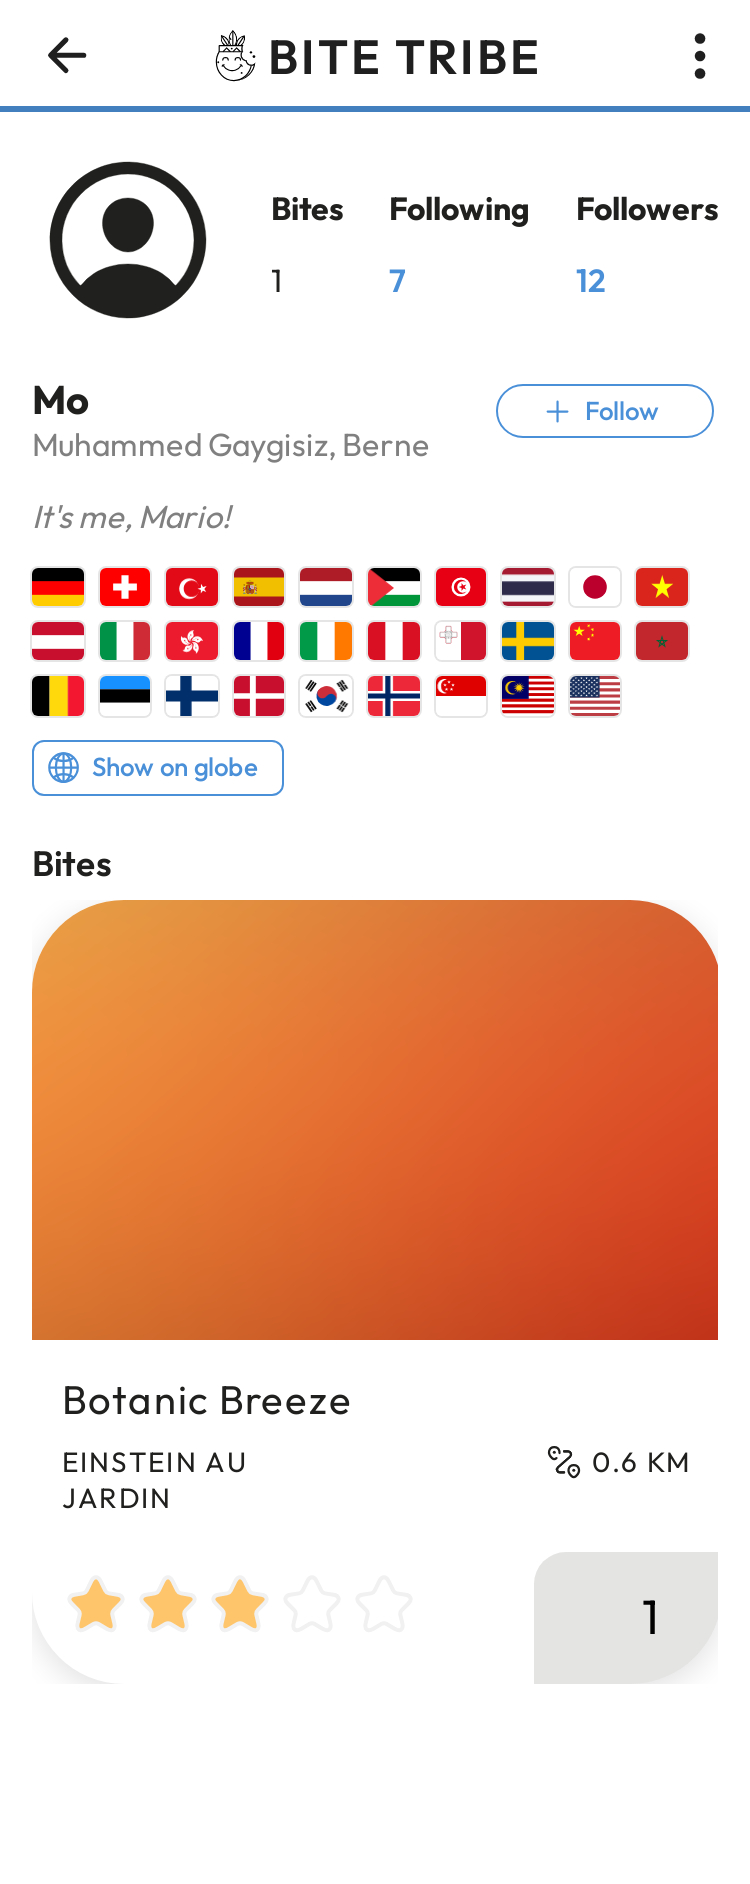 BITE TRIBE
Bites Following Followers
1 7 12
Mo
Follow
Muhammed Gaygisiz, Berne
It's me, Mario!
Show on globe
Bites
Botanic Breeze
EINSTEIN AU
JARDIN
0.6 KM
1